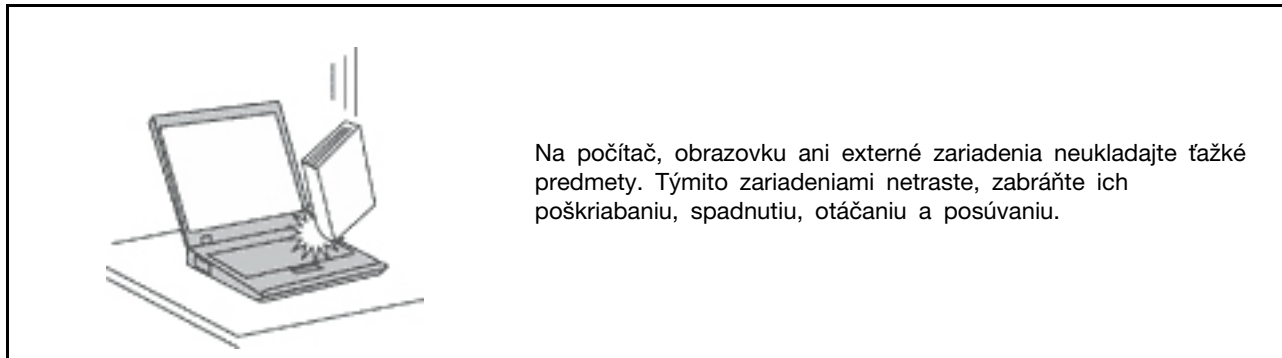 Na počítač, obrazovku ani externé zariadenia neukladajte ťažké
predmety. Týmito zariadeniami netraste, zabráňte ich
poškriabaniu, spadnutiu, otáčaniu a posúvaniu.